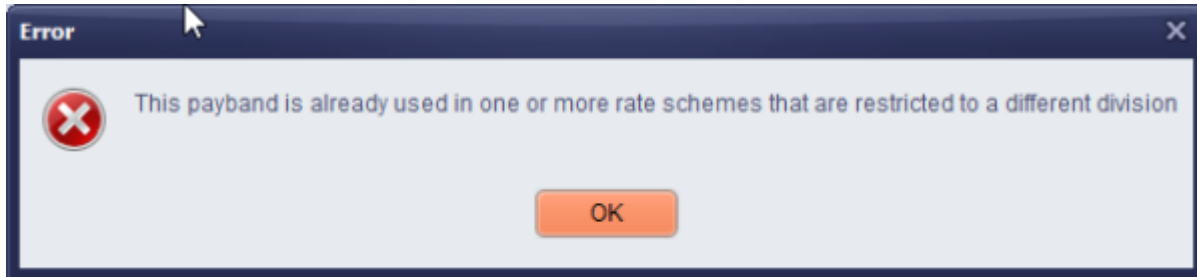 Error
This payband is already used in one or more rate schemes that are restricted to a different division
OK